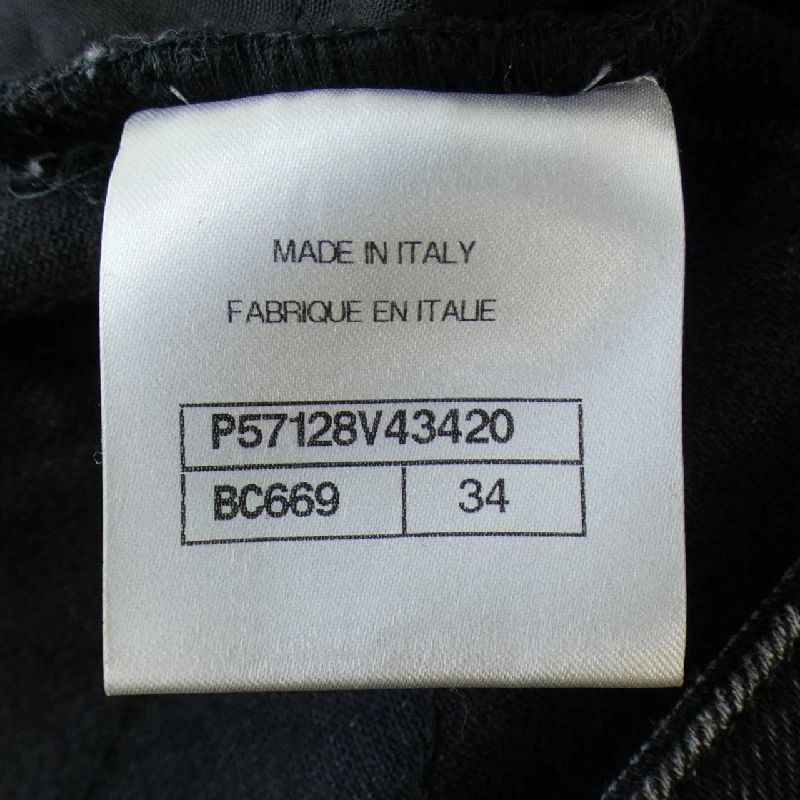 MADE IN ITALY
FABRIQUE EN ITALIE
P57128V43420
BC669 34